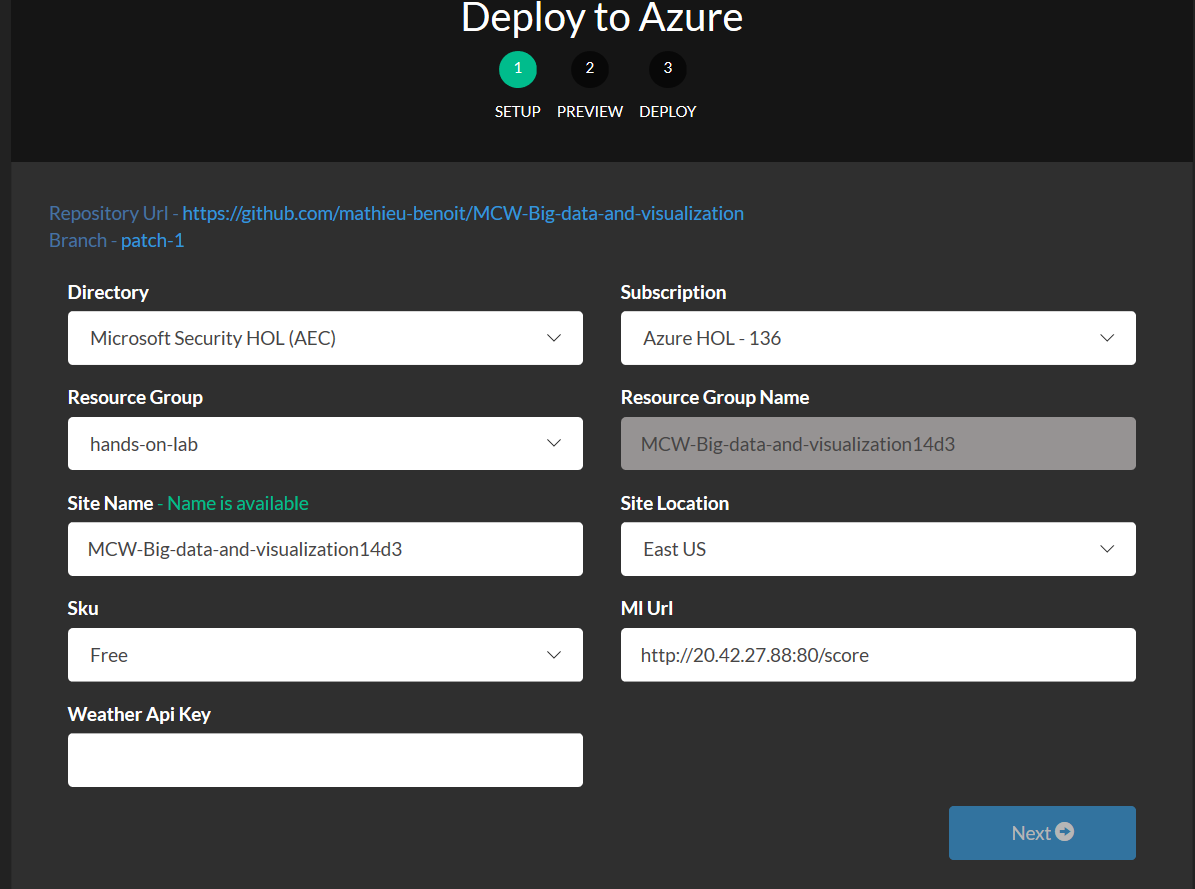 Deploy to Azure
1 2 3
SETUP PREVIEW DEPLOY
Repository Url - https://github.com/mathieu-benoit/MCW-Big-data-and-visualization
Branch - patch-1
Directory Subscription
Microsoft Security HOL (AEC) Azure HOL - 136
Resource Group Resource Group Name
hands-on-lab MCW-Big-data-and-visualization14d3
Site Name - Name is available Site Location
MCW-Big-data-and-visualization14d3 East US
Sku Ml Url
Free http://20.42.27.88:80/score
Weather Api Key
Next